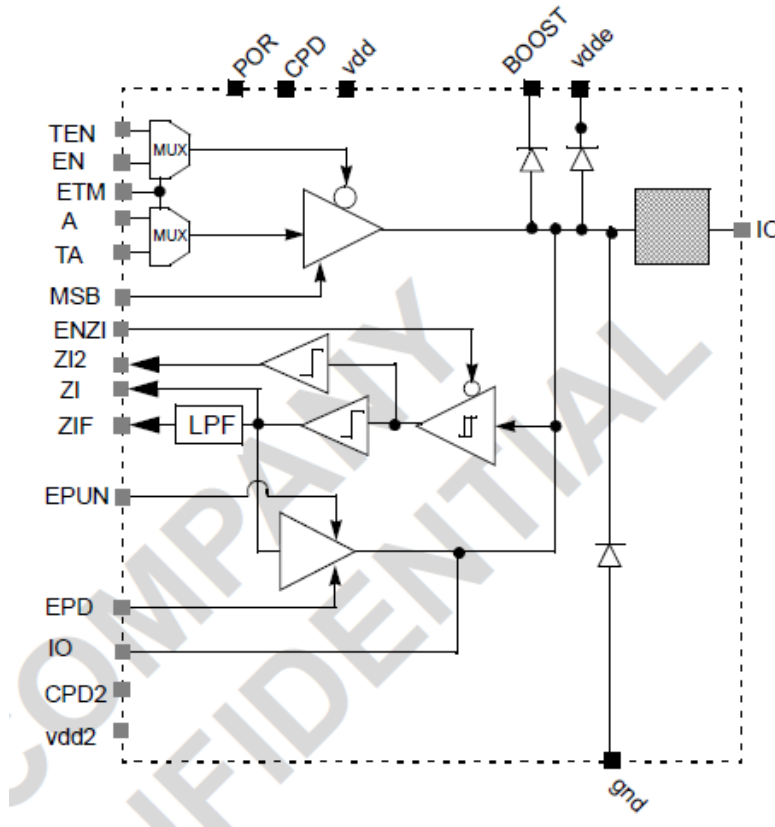 POR
CPD
vdd
BOOST
vdde
TEN
MUX
EN
ETM
A
MUX
TA
IO
MSB
ENZI
ZI2
ZI
ZIF
LPF
EPUN
EPD
IO
CPD2
vdd2
gnd
COMPANY
NFIDENTIAL